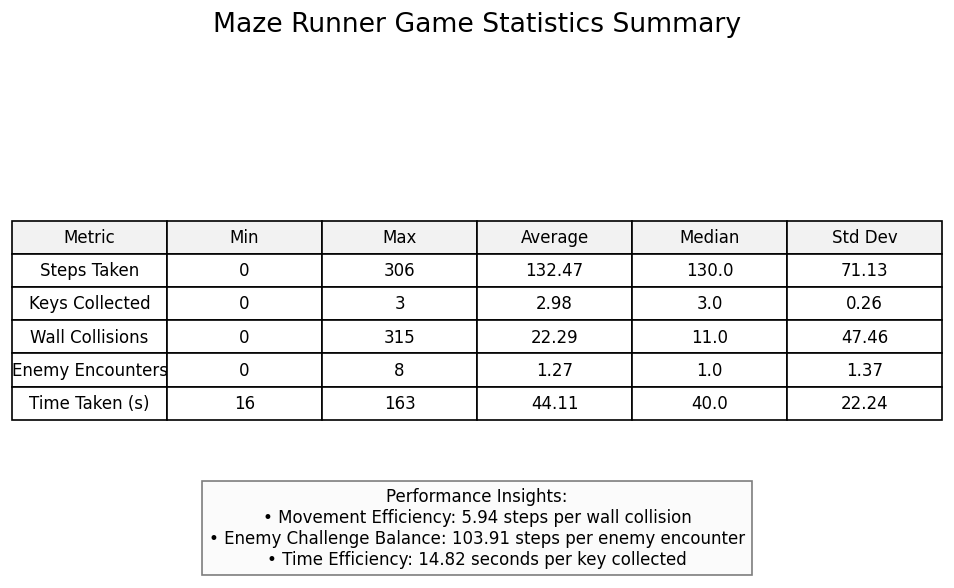 Maze Runner Game Statistics Summary
Metric Min Max Average Median Std Dev
Steps Taken 0 306 132.47 130.0 71.13
Keys Collected 0 3 2.98 3.0 0.26
Wall Collisions 0 315 22.29 11.0 47.46
Enemy Encounters 0 8 1.27 1.0 1.37
Time Taken (s) 16 163 44.11 40.0 22.24
Performance Insights:
• Movement Efficiency: 5.94 steps per wall collision
• Enemy Challenge Balance: 103.91 steps per enemy encounter
• Time Efficiency: 14.82 seconds per key collected